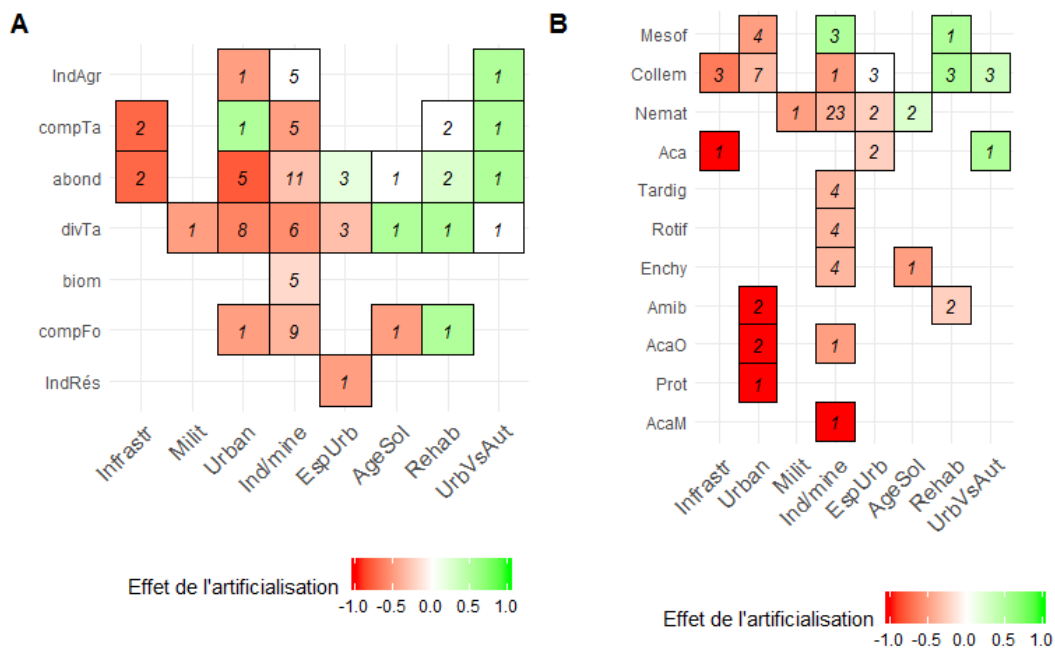 A
IndAgr 1 5 1
compTa 2 1 5 2 1
abond 2 5 11 3 1 2 1
divTa 1 8 6 3 1 1 1
biom 5
compFo 1 9 1 1
IndRés 1
Infrastr Milit Urban Ind/mine EspUrb AgeSol Rehab UrbVsAut
Effet de l'artificialisation
-1.0 -0.5 0.0 0.5 1.0
B
Mesof 4 3 1
Collem 3 7 1 3 3 3
Nemat 1 23 2 2
Aca 1 2 1
Tardig 4
Rotif 4
Enchy 4 1
Amib 2 2
AcaO 2 1
Prot 1
AcaM 1
Infrastr Urban Milit Ind/mine EspUrb AgeSol Rehab UrbVsAut
Effet de l'artificialisation
-1.0 -0.5 0.0 0.5 1.0